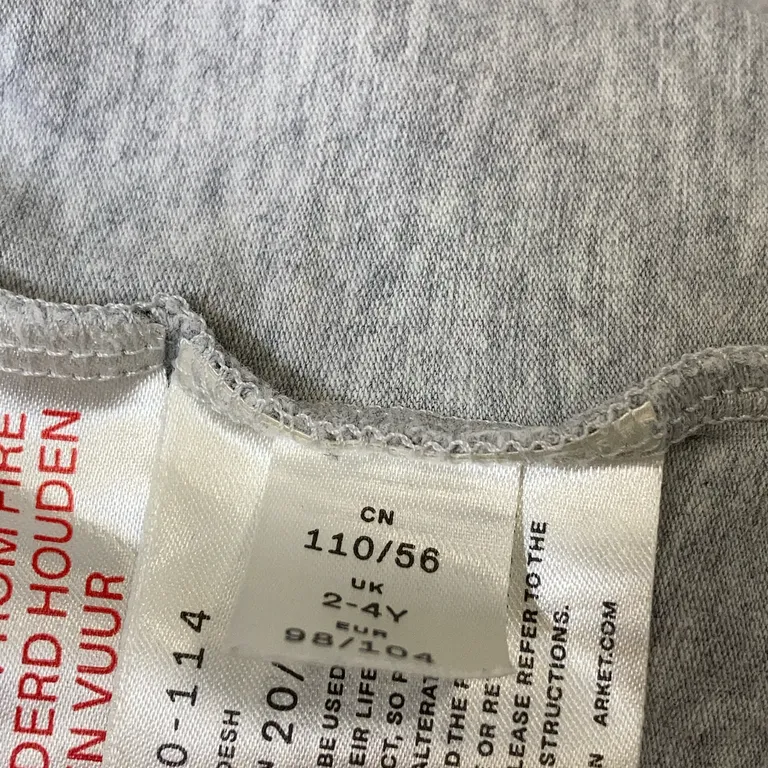 FROM FIRE
DERD HOUDEN
N VUUR
0-114
DESH
20/
CN
110/56
UK
2-4Y
EUR
98/104
BE USED
EIR LIFE
CT, SO
ALTERAT
D THE
OR RE
LEASE REFER TO THE
STRUCTIONS.
ARKET.COM